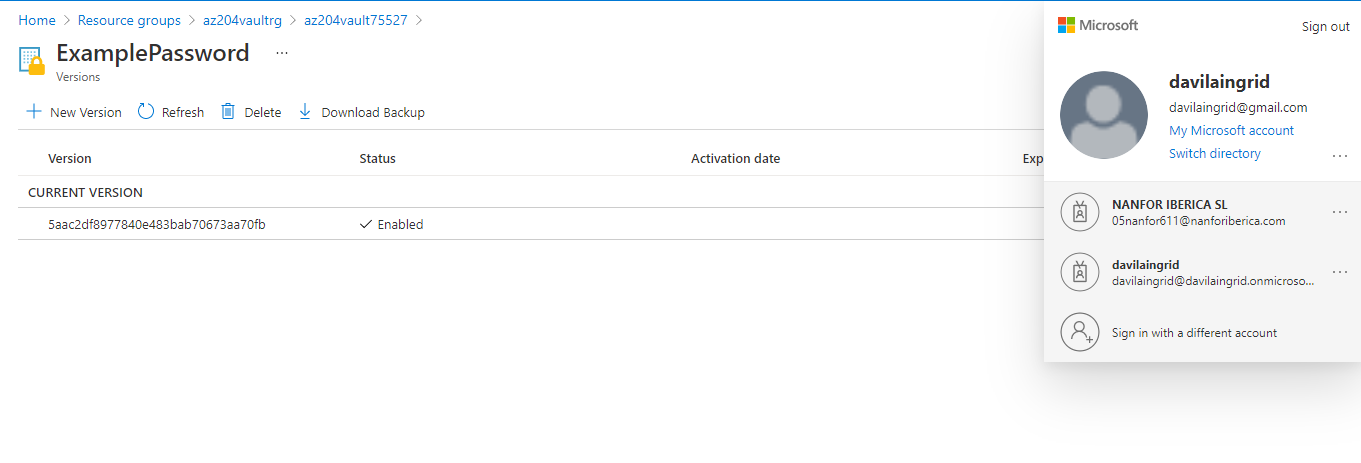 Home > Resource groups > az204vaultrg > az204vault75527 >
ExamplePassword ...
Versions
New Version Refresh Delete Download Backup
Version Status Activation date Exp
CURRENT VERSION
5aac2df8977840e483bab70673aa70fb Enabled
Microsoft Sign out
davilaingrid
davilaingrid@gmail.com
My Microsoft account
Switch directory ...
NANFOR IBERICA SL ...
05nanfor611@nanforiberica.com
davilaingrid ...
davilaingrid@davilaingrid.onmicroso...
Sign in with a different account